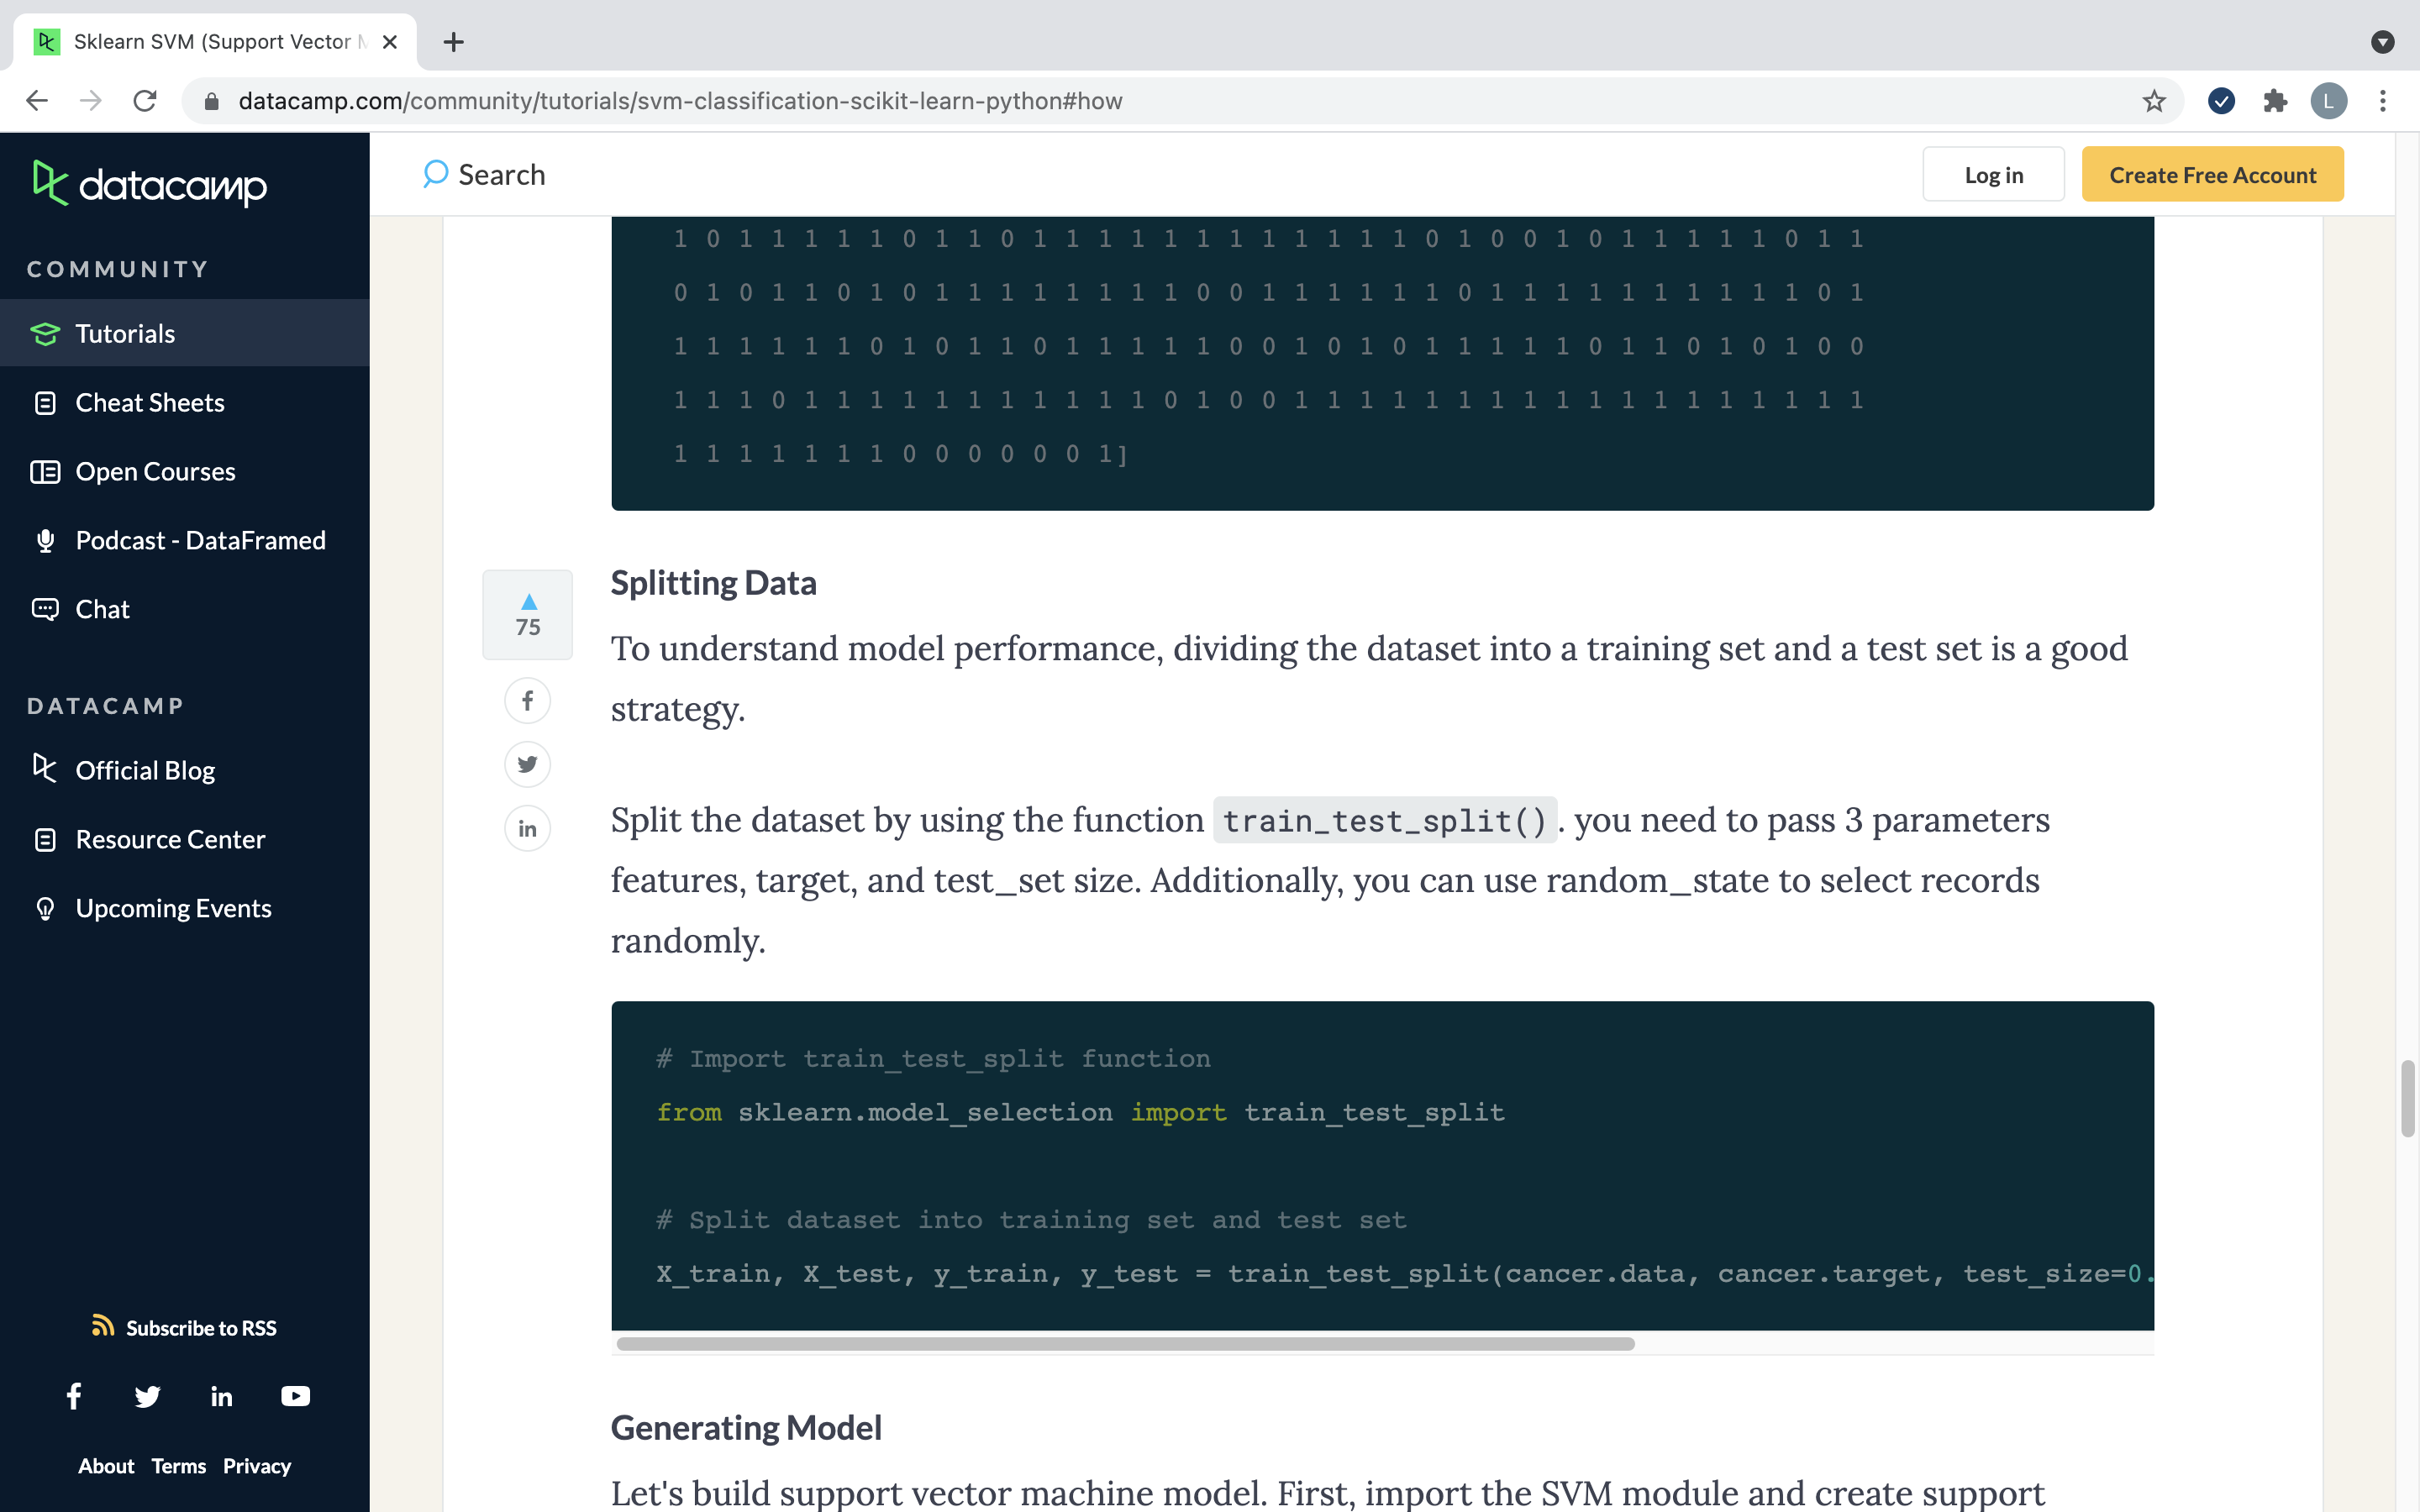 Sklearn SVM (Support Vector M
datacamp.com/community/tutorials/svm-classification-scikit-learn-python#how
L
datacamp
COMMUNITY
Tutorials
Cheat Sheets
Open Courses
Podcast - DataFramed
Chat
DATACAMP
Official Blog
Resource Center
Upcoming Events
Subscribe to RSS
About Terms Privacy
Search
Log in
Create Free Account
1 0 1 1 1 1 1 0 1 1 0 1 1 1 1 1 1 1 1 1 1 1 1 0 1 0 0 1 0 1 1 1 1 1 0 1 1
0 1 0 1 1 0 1 0 1 1 1 1 1 1 1 1 0 0 1 1 1 1 1 1 0 1 1 1 1 1 1 1 1 1 1 0 1
1 1 1 1 1 1 0 1 0 1 1 0 1 1 1 1 1 0 0 1 0 1 0 1 1 1 1 1 0 1 1 0 1 0 1 0 0
1 1 1 0 1 1 1 1 1 1 1 1 1 1 1 0 1 0 0 1 1 1 1 1 1 1 1 1 1 1 1 1 1 1 1 1 1
1 1 1 1 1 1 1 0 0 0 0 0 0 1]
75
Splitting Data
To understand model performance, dividing the dataset into a training set and a test set is a good
strategy.
Split the dataset by using the function train_test_split(). you need to pass 3 parameters
features, target, and test_set size. Additionally, you can use random_state to select records
randomly.
# Import train_test_split function
from sklearn.model_selection import train_test_split
# Split dataset into training set and test set
X_train, X_test, y_train, y_test = train_test_split(cancer.data, cancer.target, test_size=0.
Generating Model
Let's build support vector machine model. First, import the SVM module and create support